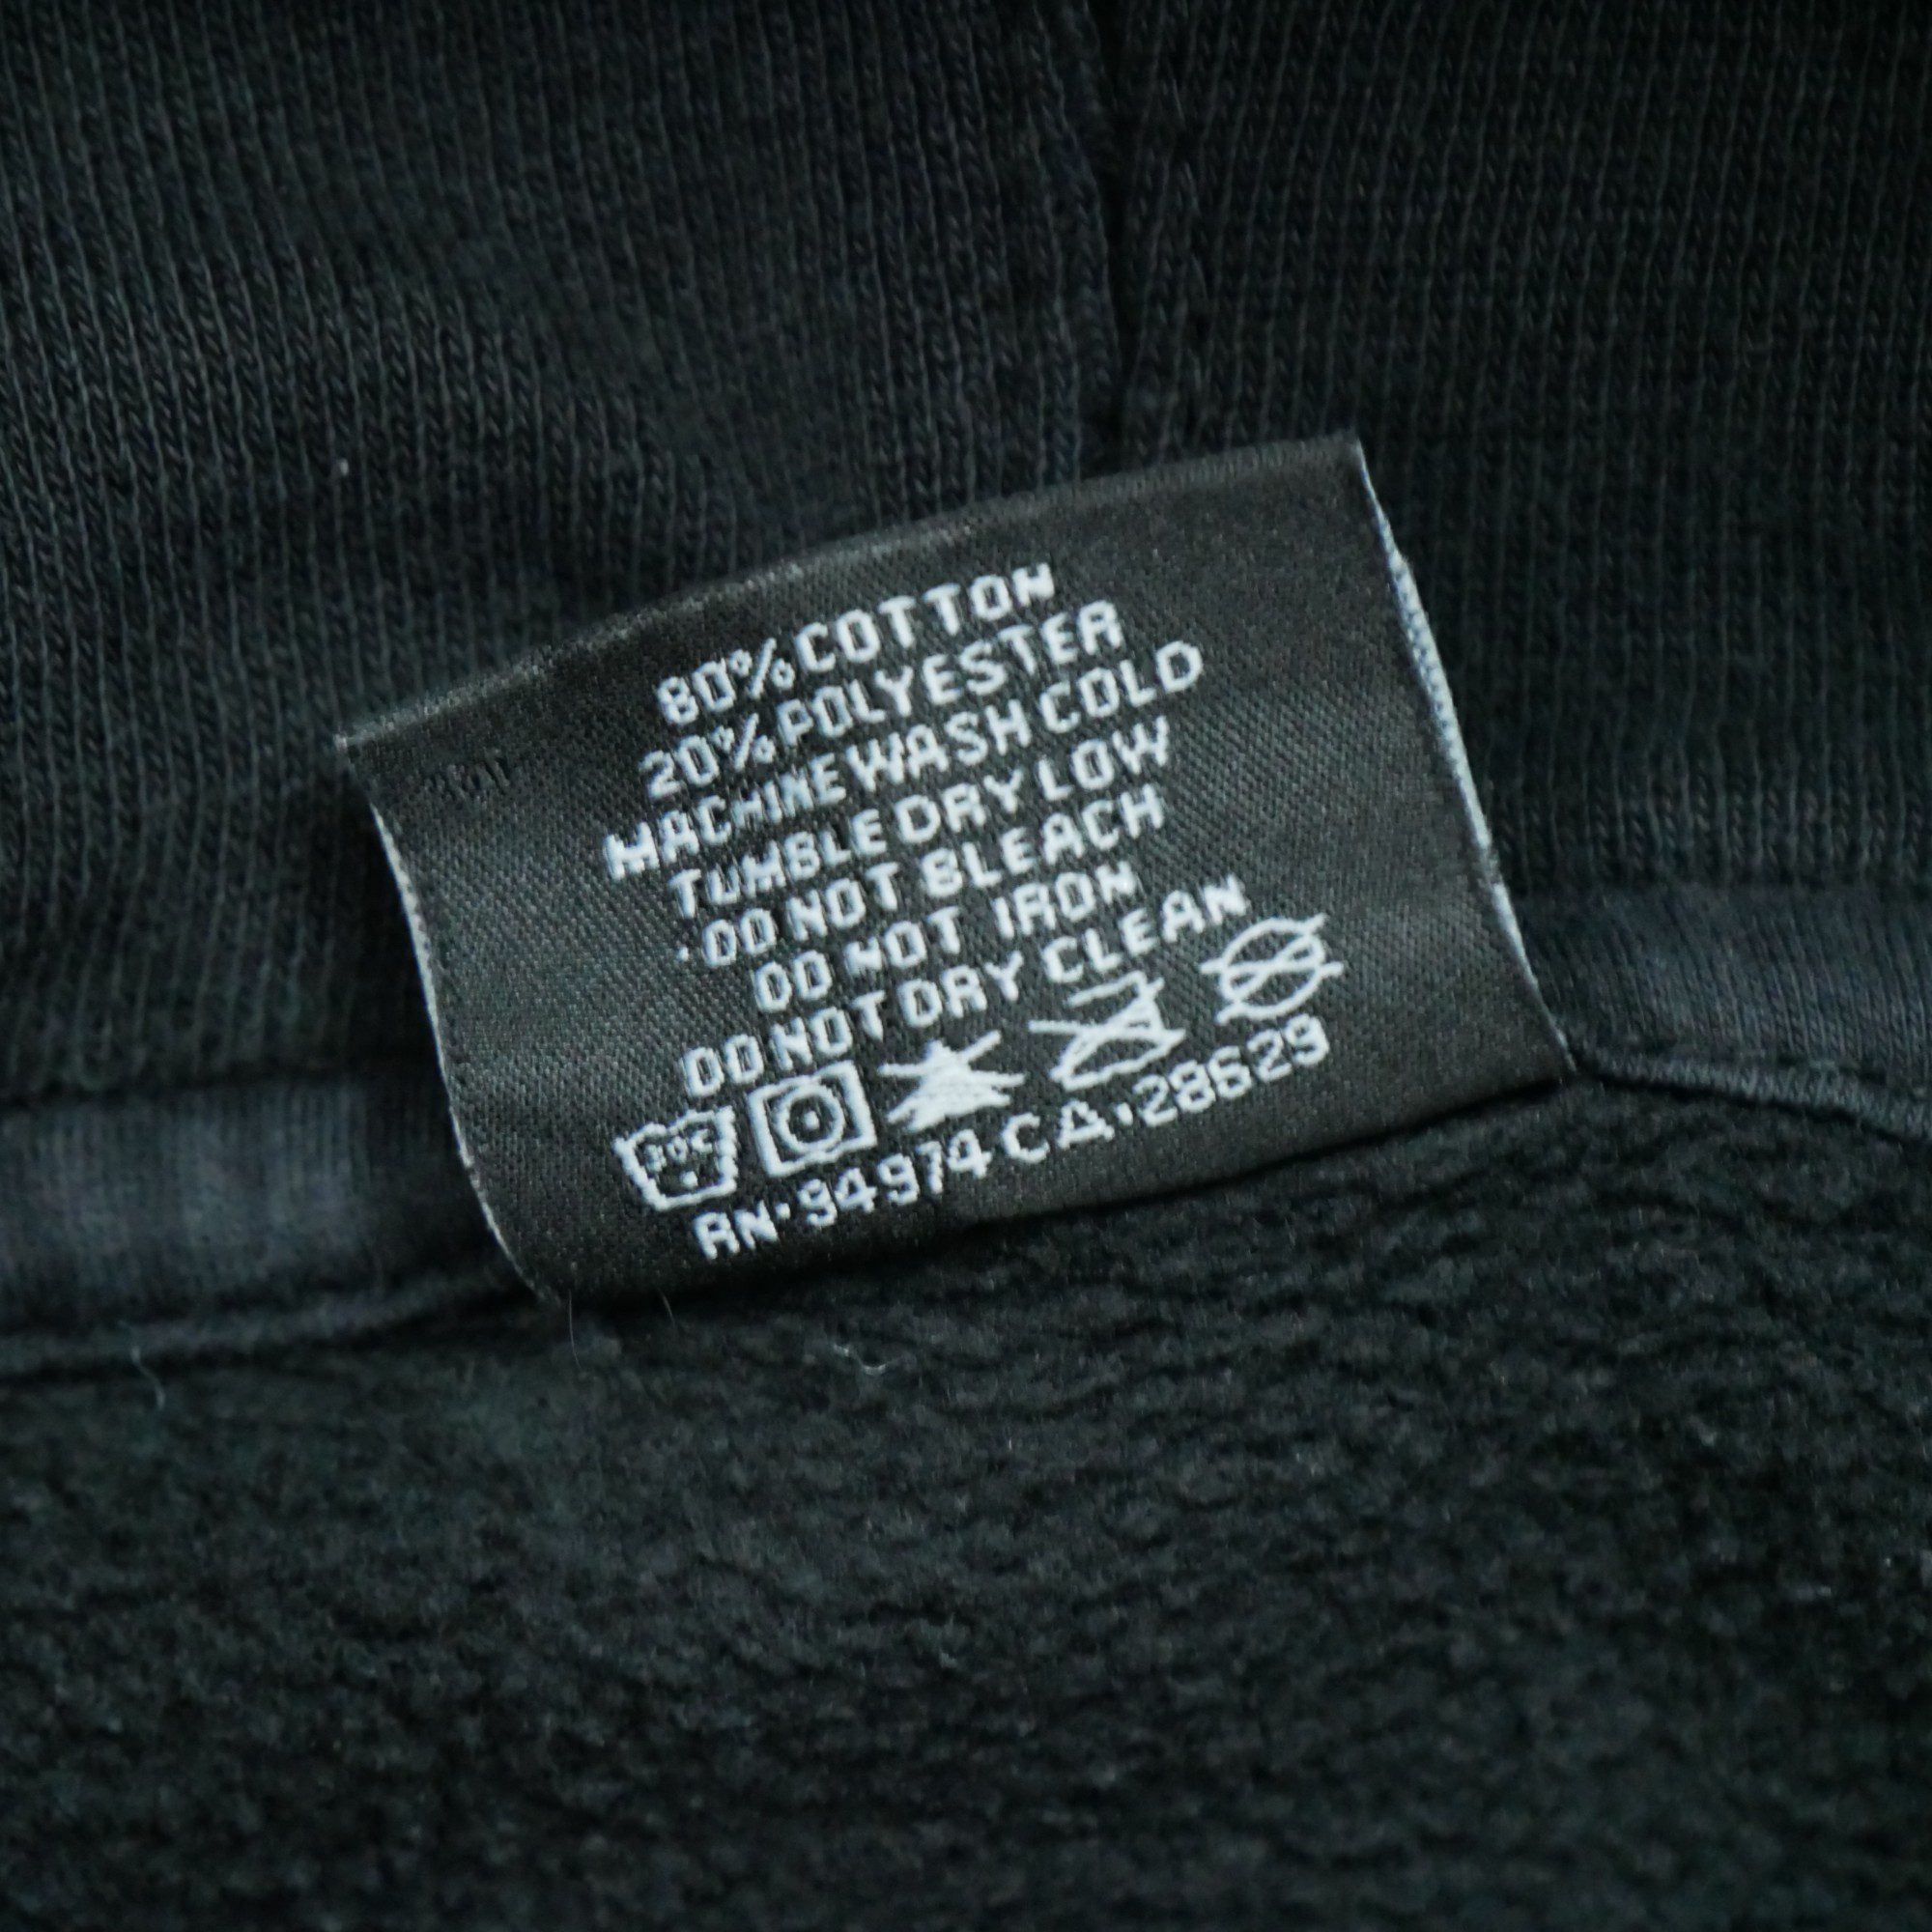 80% COTTON
20% POLYESTER
MACHINE WASH COLD
TUMBLE DRY LOW
DO NOT BLEACH
DO NOT IRON
DO NOT DRY CLEAN
30C
RN·94974 CA·28629